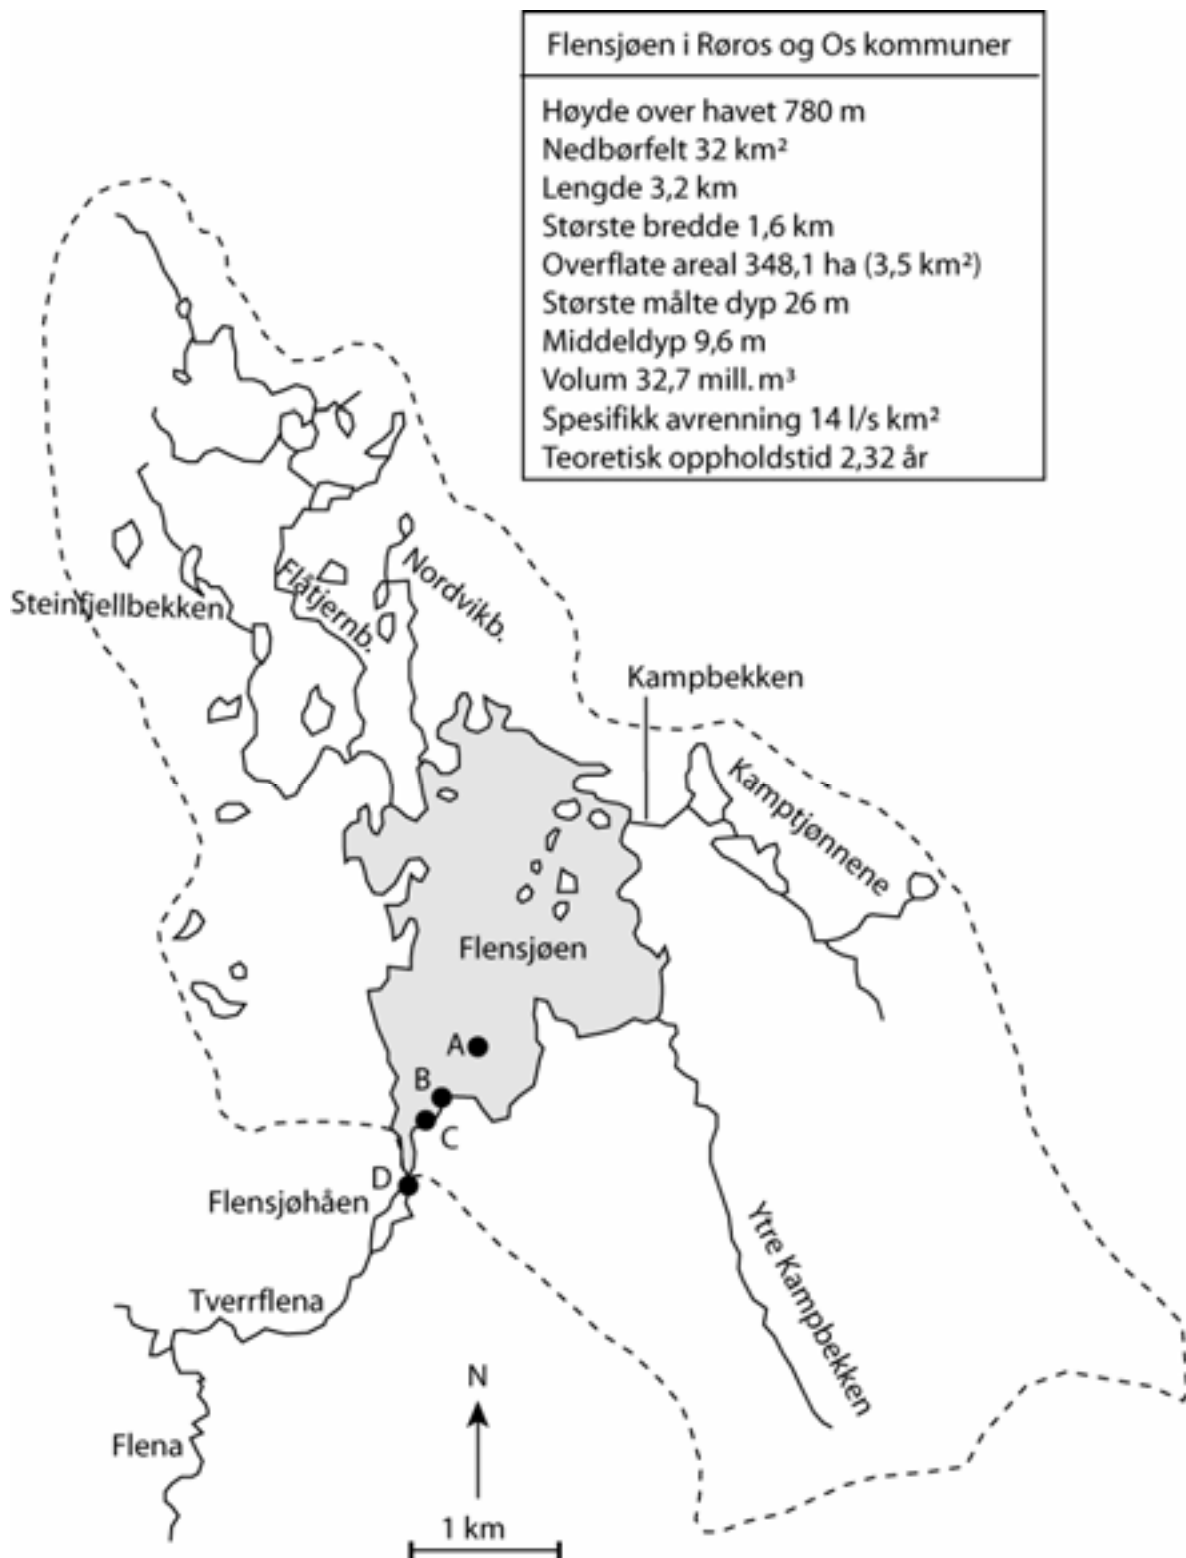 Flensjøen i Røros og Os kommuner
Høyde over havet 780 m
Nedbørfelt 32 km²
Lengde 3,2 km
Største bredde 1,6 km
Overflate areal 348,1 ha (3,5 km²)
Største målte dyp 26 m
Middeldyp 9,6 m
Volum 32,7 mill. m³
Spesifikk avrenning 14 l/s km²
Teoretisk oppholdstid 2,32 år
Steinfjellbekken
Flåtjernb.
Nordvikb.
Kampbekken
Kamptjønnene
Flensjøen
A
B
C
D
Flensjøhåen
Ytre Kampbekken
Tverrflena
Flena
N
1 km